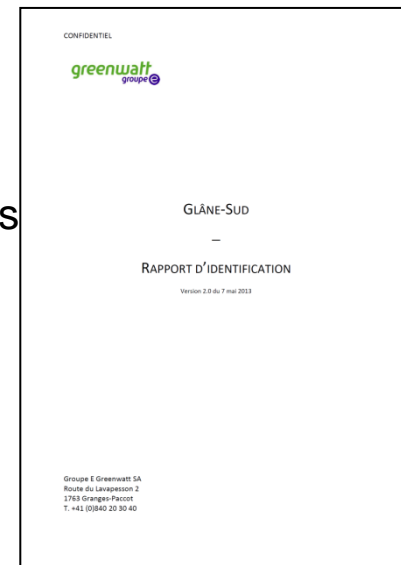 CONFIDENTIEL
greenwatt
groupe e
s
GLÂNE-SUD
–
RAPPORT D'IDENTIFICATION
Version 2.0 du 7 mai 2013
Groupe E Greenwatt SA
Route du Lavapesson 2
1763 Granges-Paccot
T. +41 (0)840 20 30 40